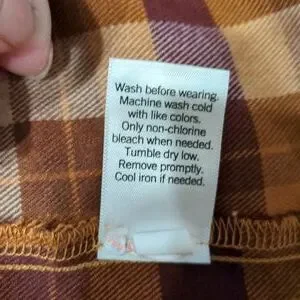 Wash before wearing.
Machine wash cold
with like colors.
Only non-chlorine
bleach when needed.
Tumble dry low.
Remove promptly.
Cool iron if needed.